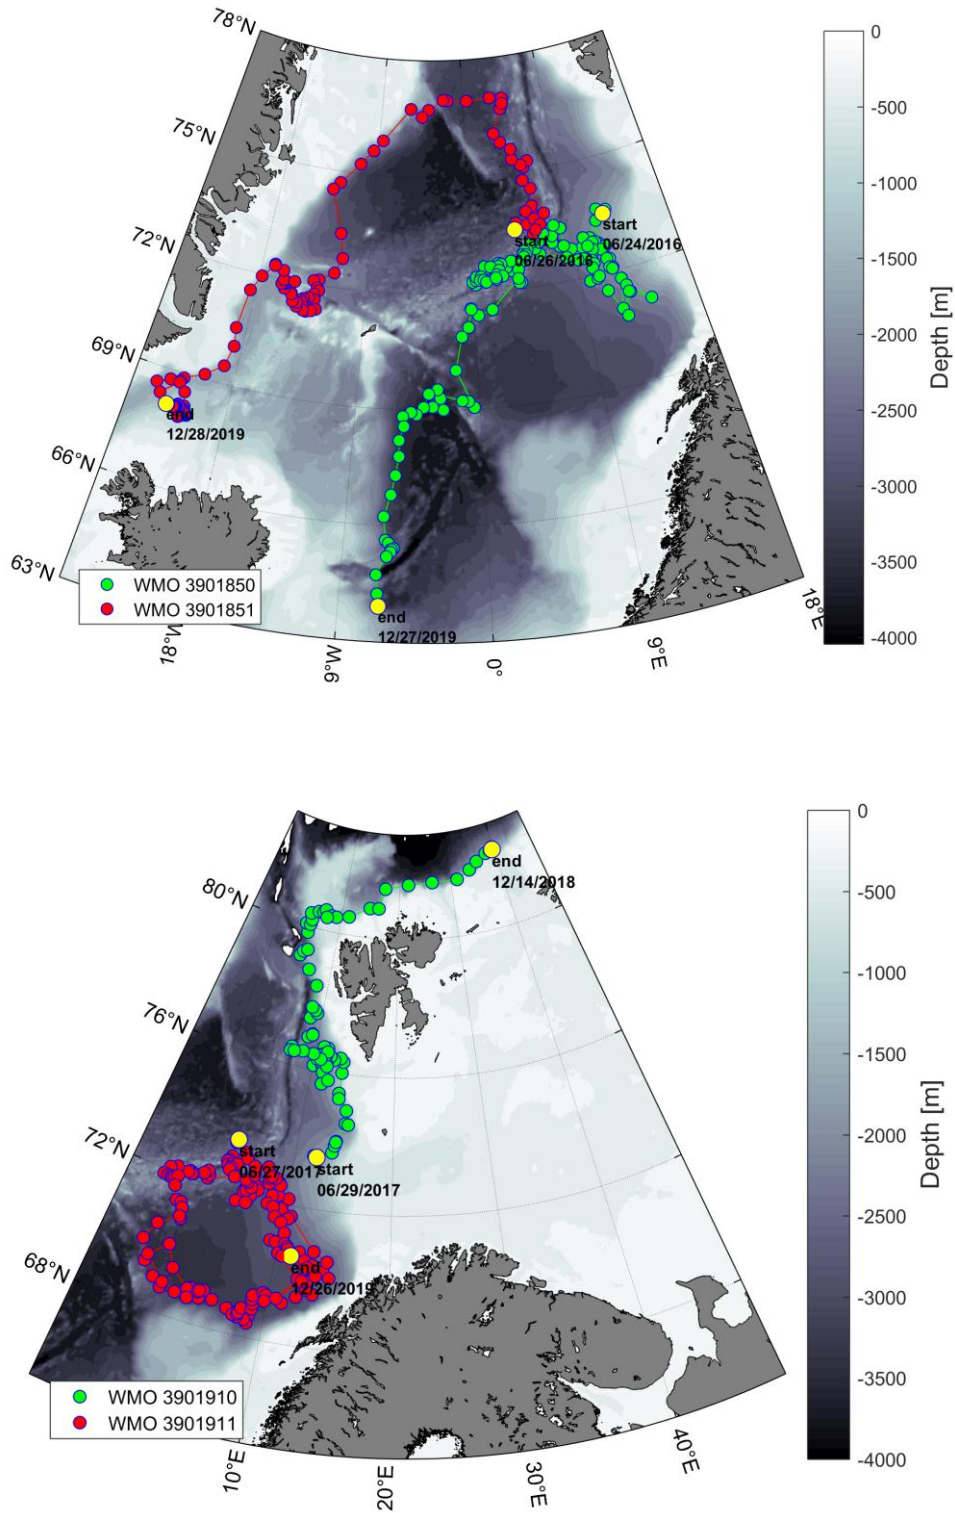 78°N
75°N
72°N
69°N
66°N
63°N
start
06/24/2016
start
06/26/2016
end
12/28/2019
end
12/27/2019
WMO 3901850
WMO 3901851
18°W
9°W
0°
9°E
18°E
0
-500
-1000
-1500
-2000
-2500
-3000
-3500
-4000
Depth [m]
80°N
76°N
72°N
68°N
end
12/14/2018
start
06/27/2017
start
06/29/2017
end
12/26/2019
WMO 3901910
WMO 3901911
10°E
20°E
30°E
40°E
0
-500
-1000
-1500
-2000
-2500
-3000
-3500
-4000
Depth [m]